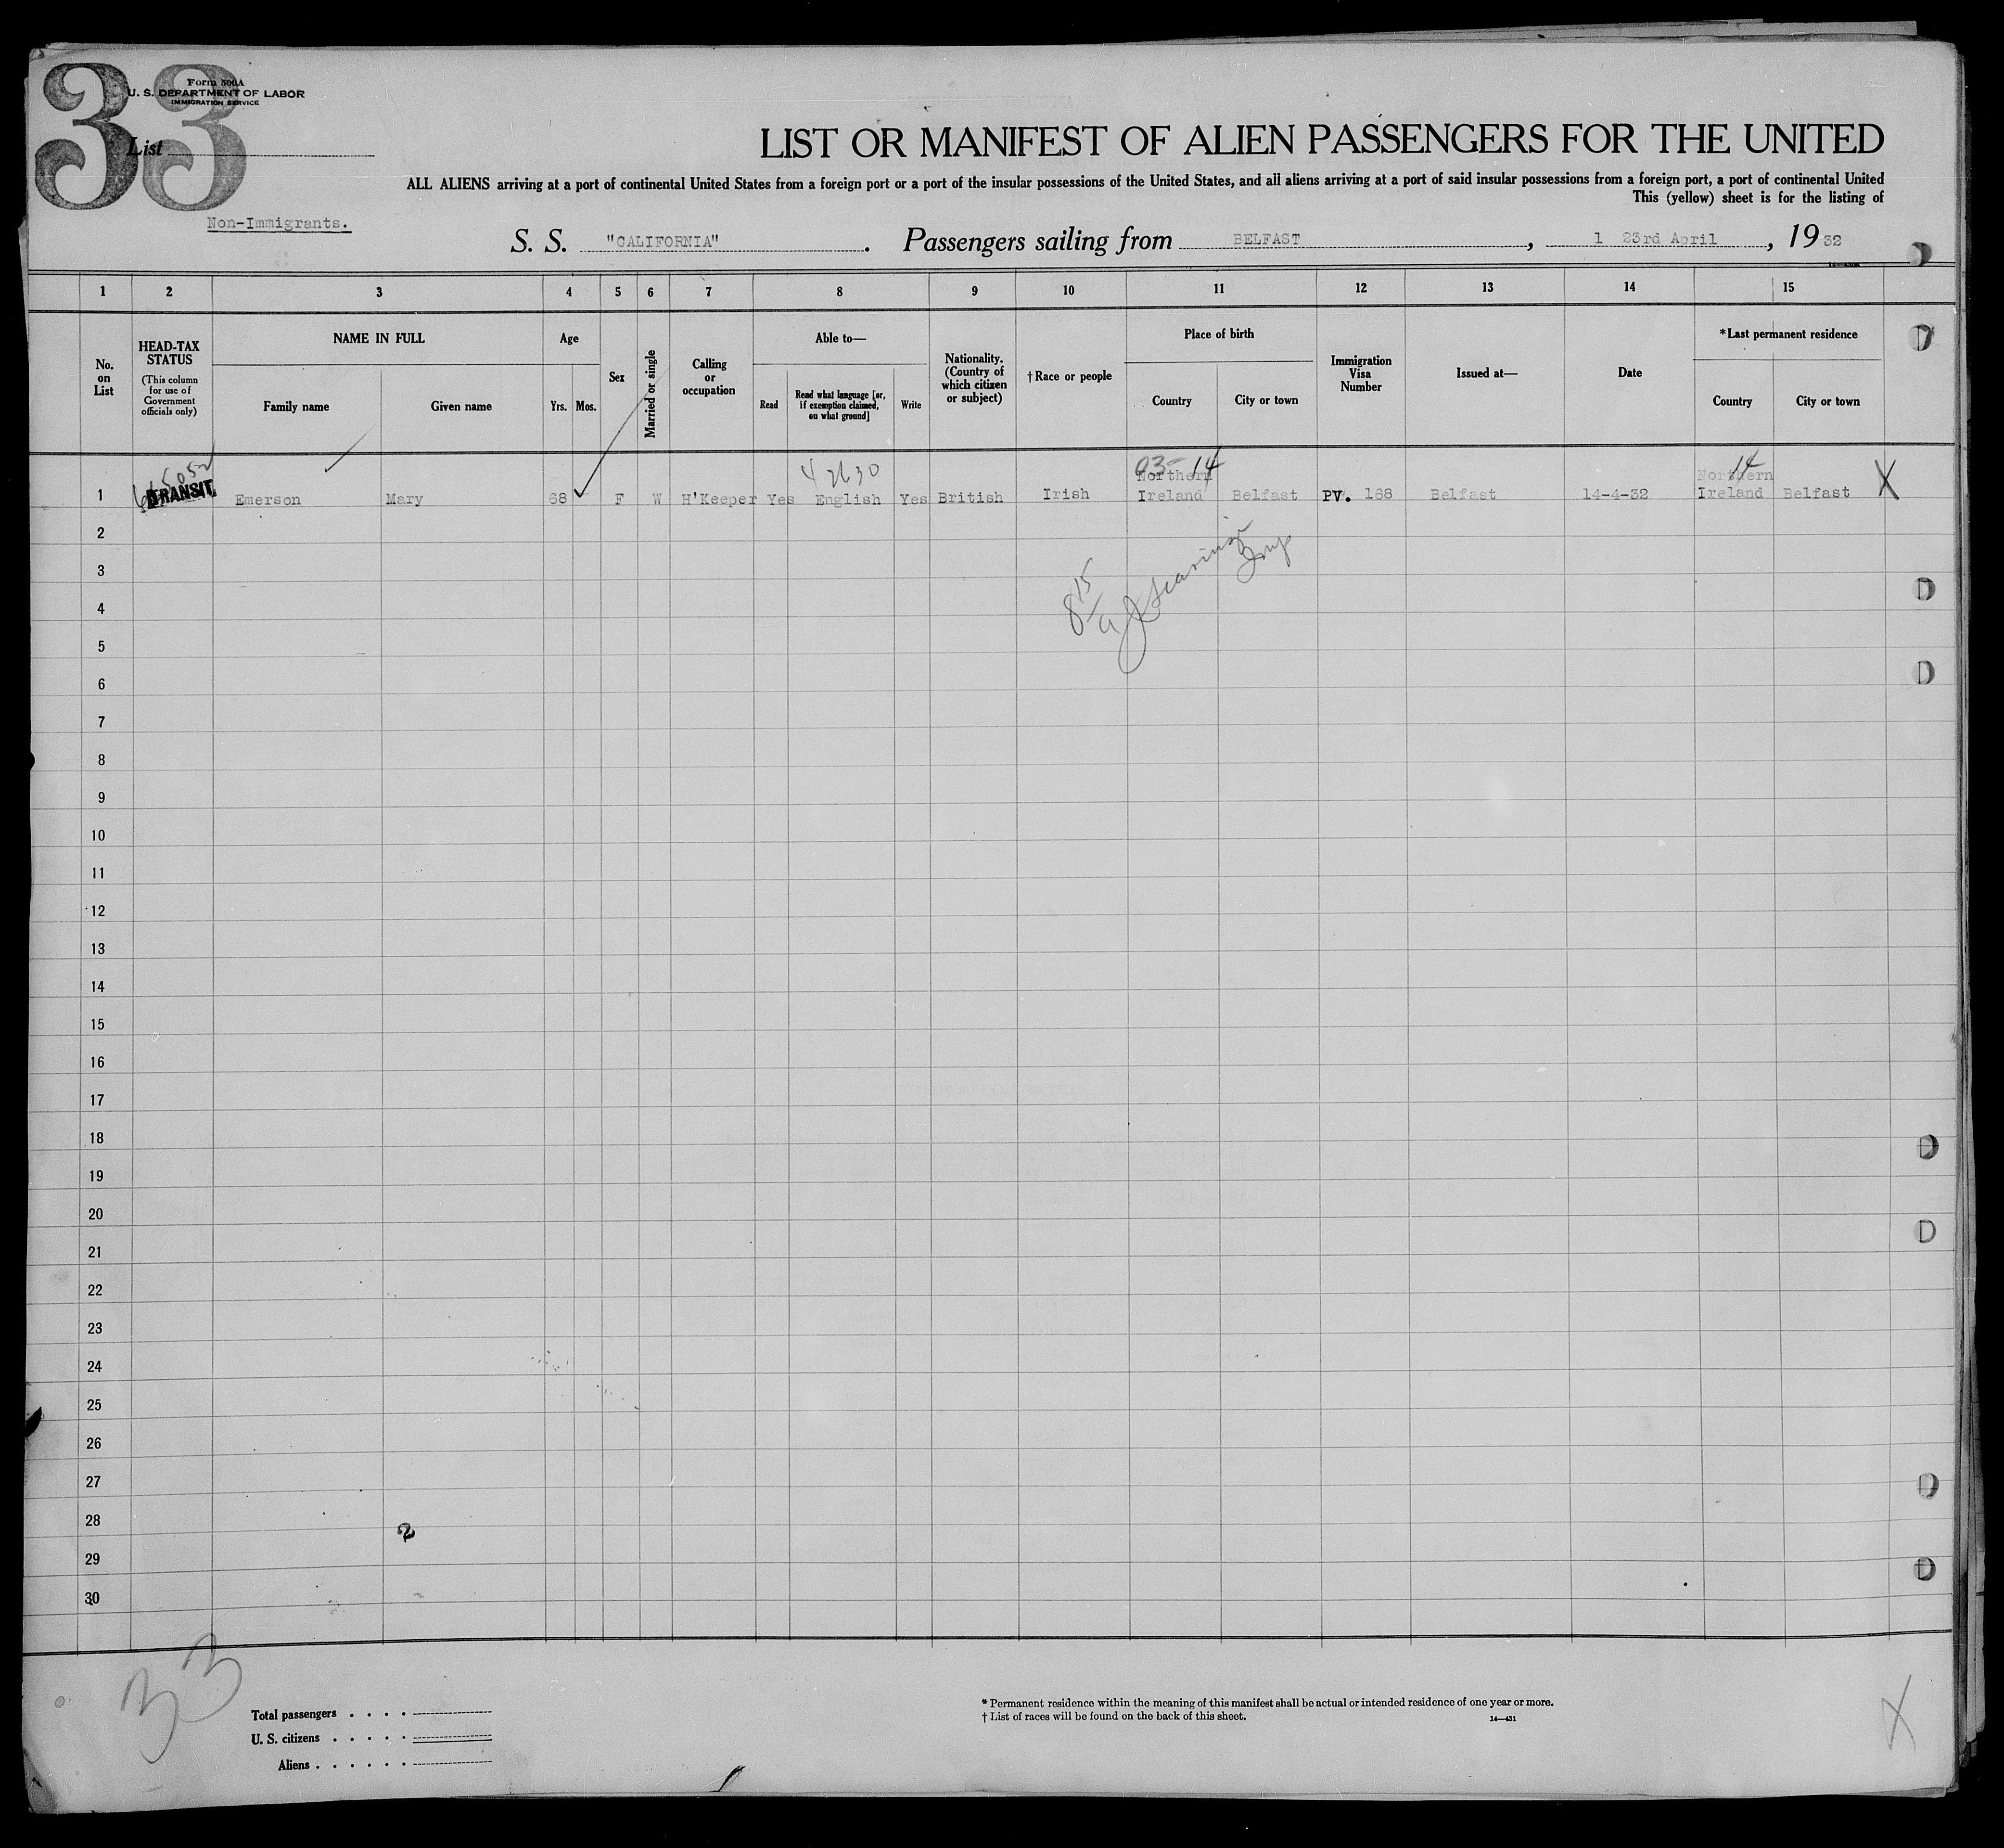 33
Form 500A
U. S. DEPARTMENT OF LABOR
IMMIGRATION SERVICE
List
LIST OR MANIFEST OF ALIEN PASSENGERS FOR THE UNITED
ALL ALIENS arriving at a port of continental United States from a foreign port or a port of the insular possessions of the United States, and all aliens arriving at a port of said insular possessions from a foreign port, a port of continental United
This (yellow) sheet is for the listing of
Non-Immigrants.
S. S. "CALIFORNIA". Passengers sailing from BELFAST, 1 23rd April, 1932
1 2 3 4 5 6 7 8 9 10 11 12 13 14 15
No. on List
HEAD-TAX STATUS
(This column for use of Government officials only)
NAME IN FULL
Family name Given name
Age
Yrs. Mos.
Sex
Married or single
Calling or occupation
Able to—
Read
Read what language [or, if exemption claimed, on what ground]
Write
Nationality. (Country of which citizen or subject)
†Race or people
Place of birth
Country City or town
Immigration Visa Number
Issued at—
Date
*Last permanent residence
Country City or town
42630 03- 14 14
1 TRANSIT Emerson Mary 68 F W H'Keeper Yes English Yes British Irish Northern Ireland Belfast PV. 168 Belfast 14-4-32 Northern Ireland Belfast X
2
3
4
5
6
7
8
9
10
11
12
13
14
15
16
17
18
19
20
21
22
23
24
25
26
27
28
29
30
33
Total passengers
U. S. citizens
Aliens
* Permanent residence within the meaning of this manifest shall be actual or intended residence of one year or more.
† List of races will be found on the back of this sheet.
14—431
X